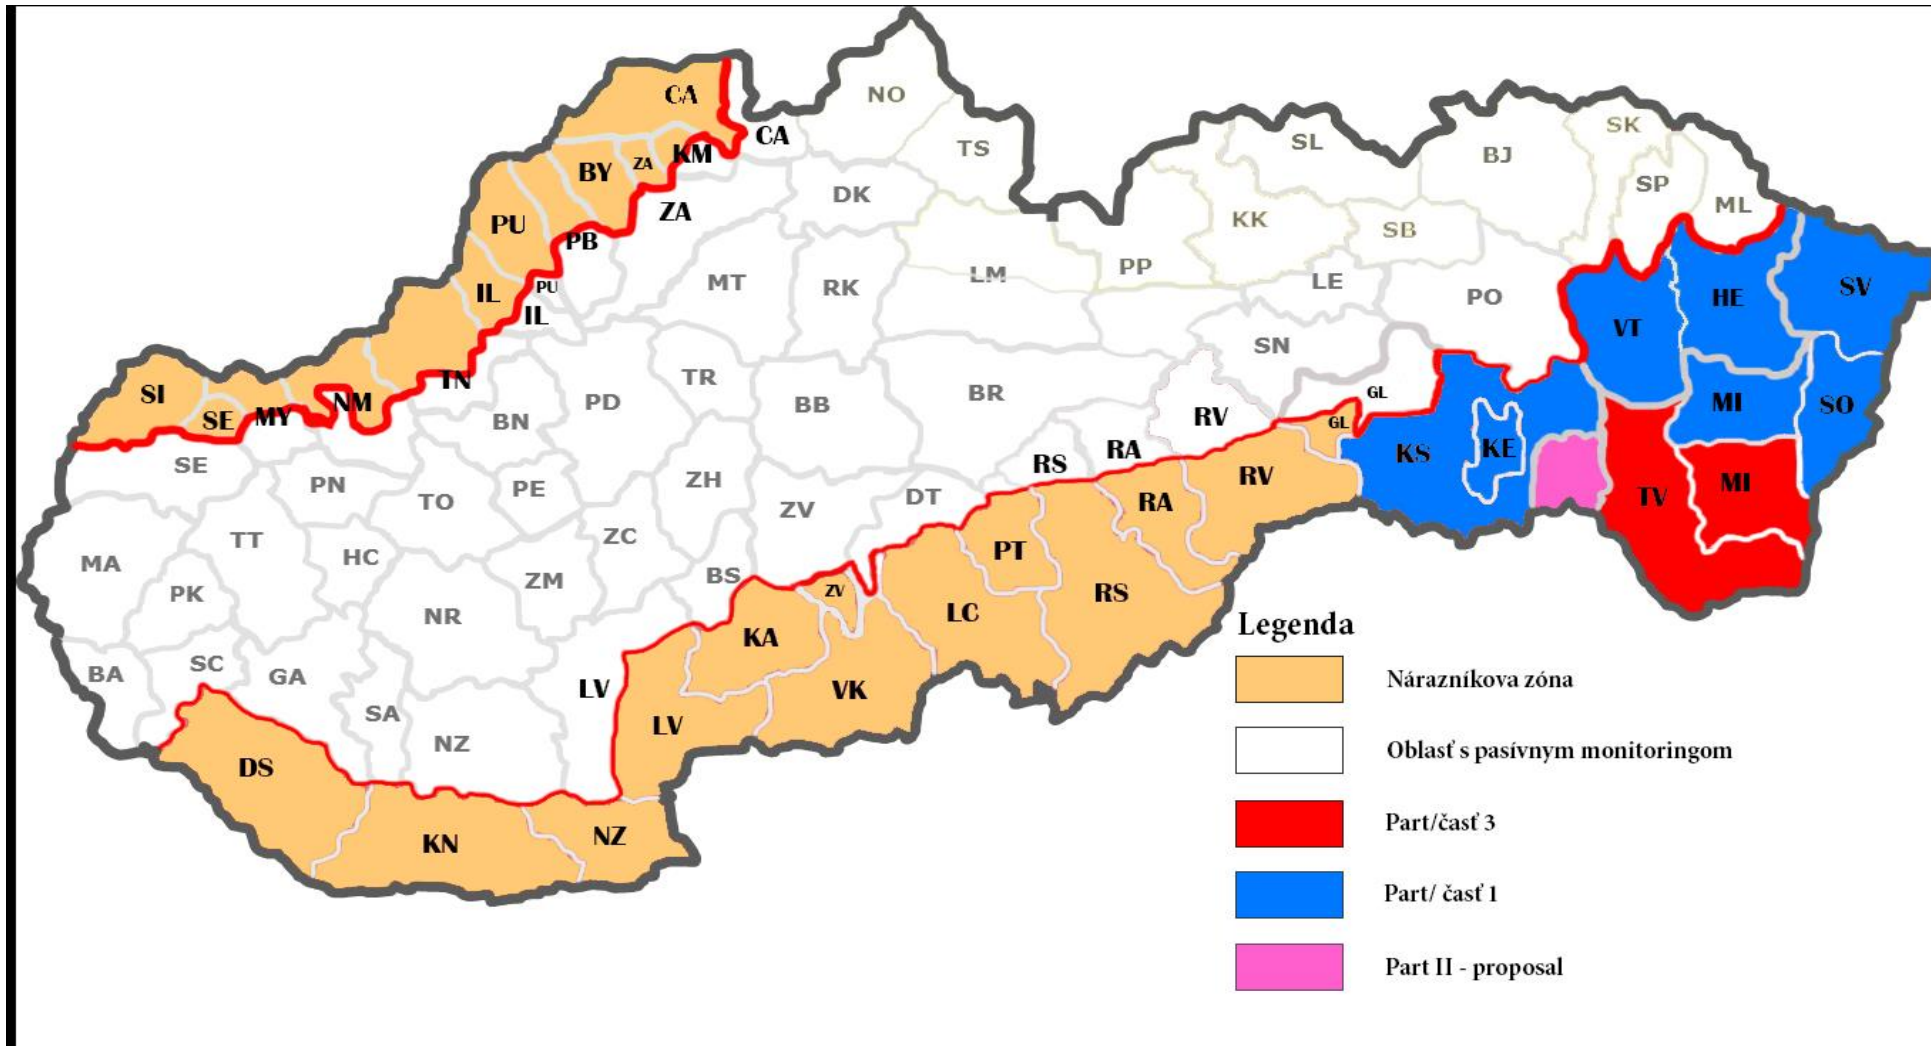 CA
NO
CA
TS
SL
BJ
SK
BY
ZA
KM
DK
SP
ML
PU
PB
ZA
KK
SB
IL
PU
IL
MT
RK
LM
PP
LE
PO
HE
SV
VT
SI
SE
MY
NM
TN
BN
PD
TR
BB
BR
SN
RV
GL
GL
MI
SO
SE
PN
TO
PE
ZH
ZV
DT
RS
RA
RV
KS
KE
TV
MI
MA
TT
HC
ZC
PT
RA
PK
NR
ZM
BS
ZV
KA
LC
RS
BA
SC
GA
SA
NZ
LV
LV
VK
DS
KN
NZ
Legenda
Nárazníkova zóna
Oblasť s pasívnym monitoringom
Part/časť 3
Part/ časť 1
Part II - proposal